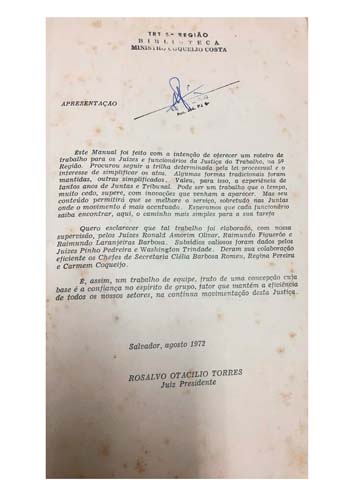 TRT 5ª REGIÃO
BIBLIOTECA
MINISTRO COQUEIJO COSTA
APRESENTAÇÃO
Este Manual foi feito com a intenção de oferecer um roteiro de
trabalho para os Juízes e funcionários da Justiça do Trabalho, na 5ª
Região. Procurou seguir a trilha determinada pela lei processual e o
interesse de simplificar os atos. Algumas formas tradicionais foram
mantidas, outras simplificadas. Valeu, para isso, a experiência de
tantos anos de Juntas e Tribunal. Pode ser um trabalho que o tempo,
muito cedo, supere, com inovações que venham a aparecer. Mas seu
conteúdo permitirá que se melhore o serviço, sobretudo nas Juntas
onde o movimento é mais acentuado. Esperamos que cada funcionário
saiba encontrar, aqui, o caminho mais simples para a sua tarefa
Quero esclarecer que tal trabalho foi elaborado, com nossa
supervisão, pelos Juízes Ronald Amorim Olivar, Raimundo Figueirôo e
Raimundo Laranjeiras Barbosa. Subsídios valiosos foram dados pelos
Juízes Pinho Pedreira e Washington Trindade. Deram sua colaboração
eficiente os Chefes de Secretaria Clélia Barbosa Romeu, Regina Pereira
e Carmem Coqueijo.
É, assim, um trabalho de equipe, fruto de uma concepção cuja
base é a confiança no espírito de grupo, fator que mantém a eficiência
de todos os nossos setores, na contínua movimentação desta Justiça.
Salvador, agosto 1972
ROSALVO OTACILIO TORRES
Juiz Presidente